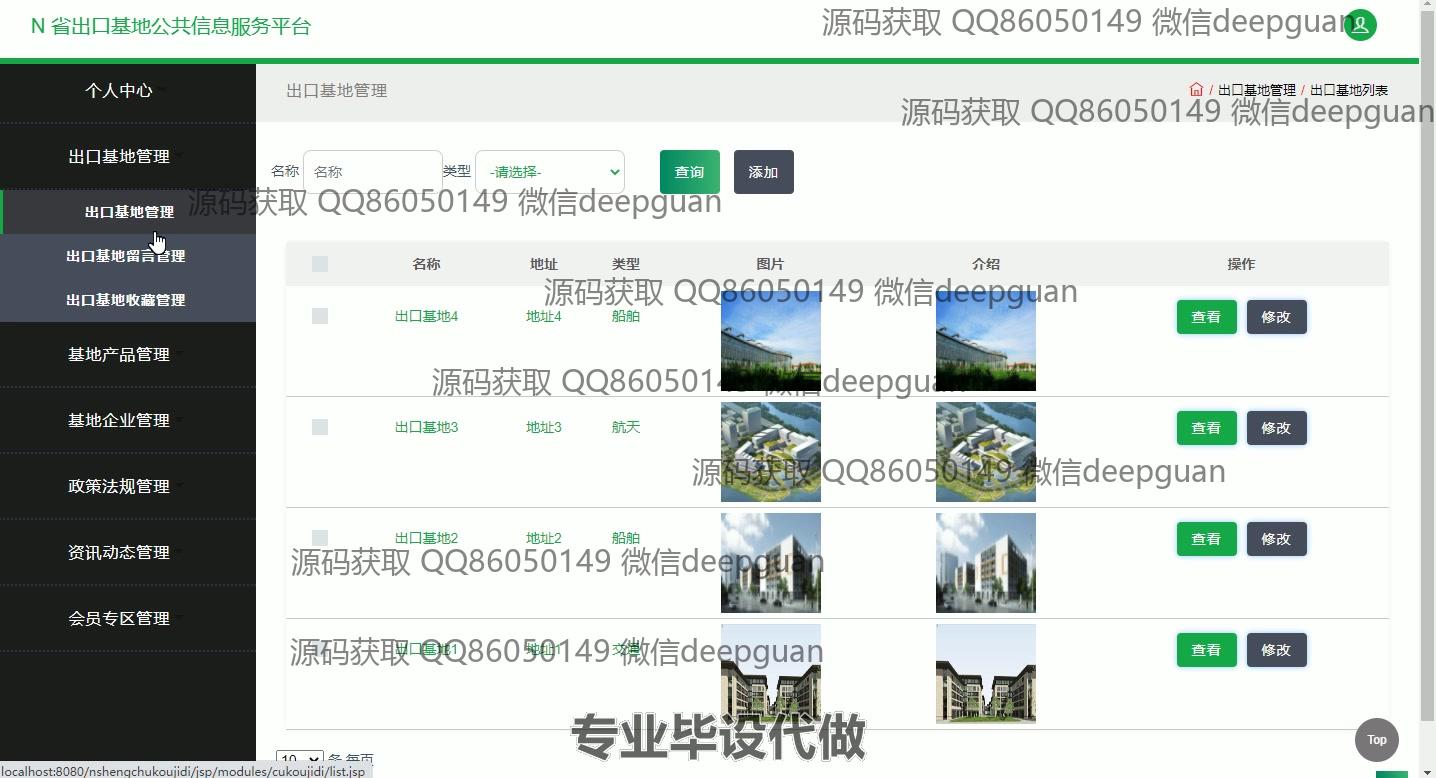 N 省出口基地公共信息服务平台
源码获取 QQ86050149 微信deepguan
个人中心
出口基地管理
出口基地管理 / 出口基地列表
源码获取 QQ86050149 微信deepguan
出口基地管理
名称 名称 类型 -请选择- 查询 添加
源码获取 QQ86050149 微信deepguan
出口基地管理
出口基地留言管理
出口基地收藏管理
基地产品管理
基地企业管理
政策法规管理
资讯动态管理
会员专区管理
名称 地址 类型 图片 介绍 操作
源码获取 QQ86050149 微信deepguan
出口基地4 地址4 船舶 查看 修改
源码获取 QQ86050149 微信deepguan
出口基地3 地址3 航天 查看 修改
源码获取 QQ86050149 微信deepguan
出口基地2 地址2 船舶 查看 修改
源码获取 QQ86050149 微信deepguan
出口基地1 地址1 查看 修改
源码获取 QQ86050149 微信deepguan
专业毕设代做
Top
10 条 每页
localhost:8080/nshengchukoujidi/jsp/modules/cukoujidi/list.jsp